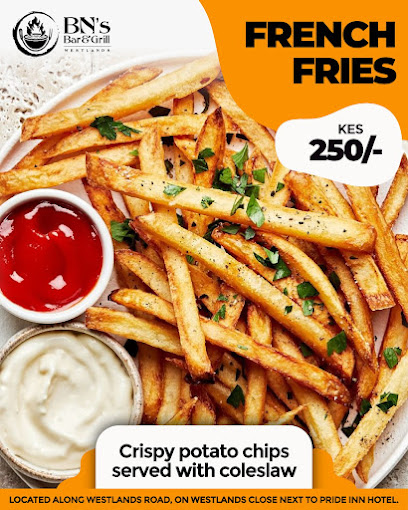 BN's
Bar&Grill
WESTLANDS
FRENCH
FRIES
KES
250/-
Crispy potato chips
served with coleslaw
LOCATED ALONG WESTLANDS ROAD, ON WESTLANDS CLOSE NEXT TO PRIDE INN HOTEL.